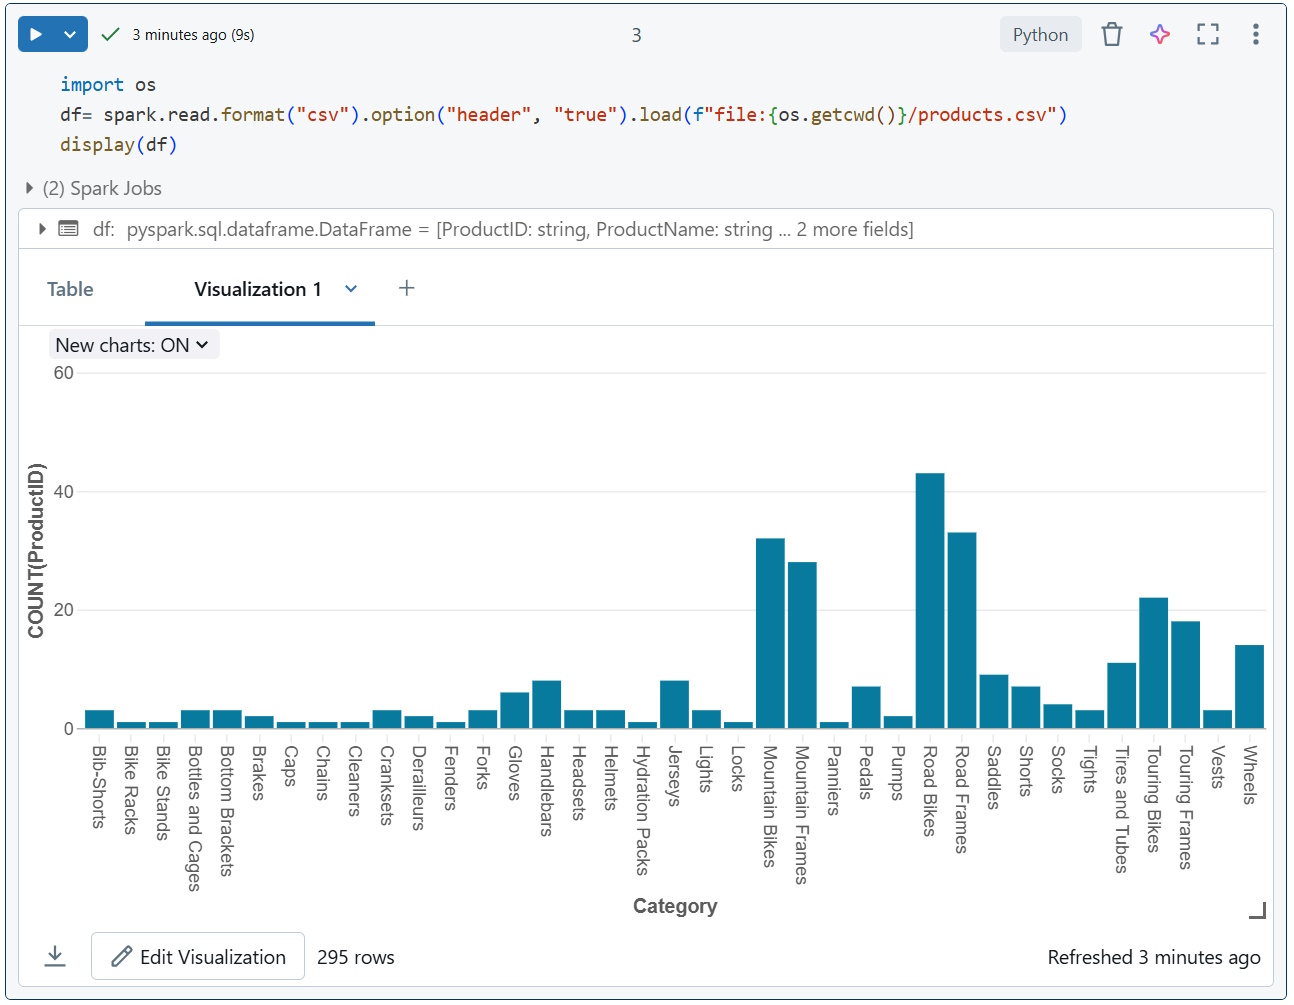 3 minutes ago (9s)
3
Python
import os
df= spark.read.format("csv").option("header", "true").load(f"file:{os.getcwd()}/products.csv")
display(df)
(2) Spark Jobs
df: pyspark.sql.dataframe.DataFrame = [ProductID: string, ProductName: string ... 2 more fields]
Table
Visualization 1
New charts: ON
60
40
20
0
COUNT(ProductID)
Bib-Shorts
Bike Racks
Bike Stands
Bottles and Cages
Bottom Brackets
Brakes
Caps
Chains
Cleaners
Cranksets
Derailleurs
Fenders
Forks
Gloves
Handlebars
Headsets
Helmets
Hydration Packs
Jerseys
Lights
Locks
Mountain Bikes
Mountain Frames
Panniers
Pedals
Pumps
Road Bikes
Road Frames
Saddles
Shorts
Socks
Tights
Tires and Tubes
Touring Bikes
Touring Frames
Vests
Wheels
Category
Edit Visualization
295 rows
Refreshed 3 minutes ago